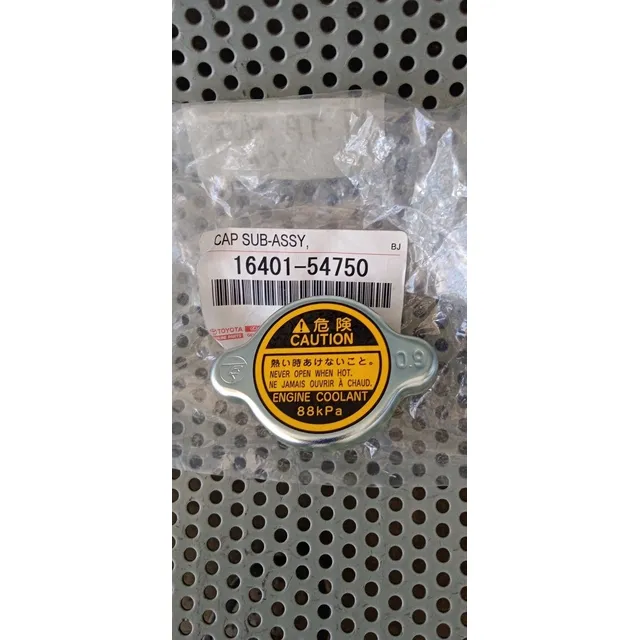 CAP SUB-ASSY,
BJ
16401-54750
TOYOTA
危険
CAUTION
熱い時あけないこと。
NEVER OPEN WHEN HOT.
NE JAMAIS OUVRIR À CHAUD.
ENGINE COOLANT
88kPa
0.9